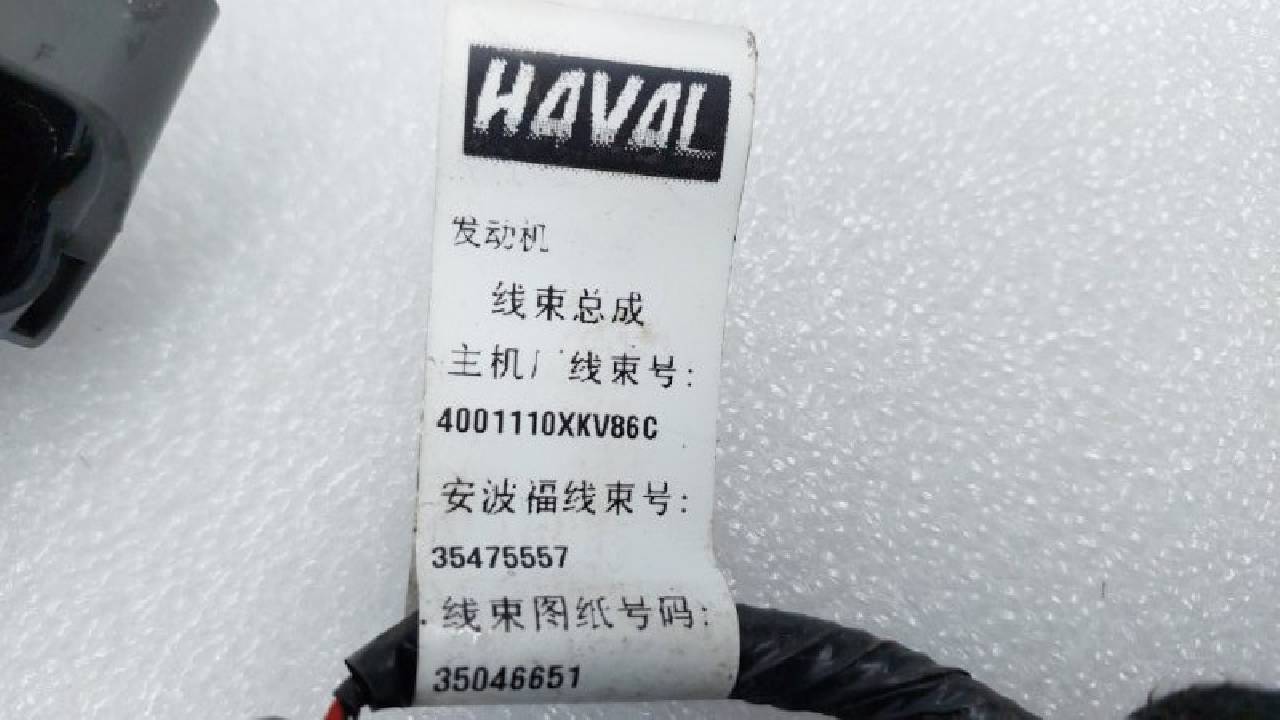 HAVAL
发动机
线束总成
主机厂线束号:
4001110XKV86C
安波福线束号:
35475557
线束图纸号码:
35046651